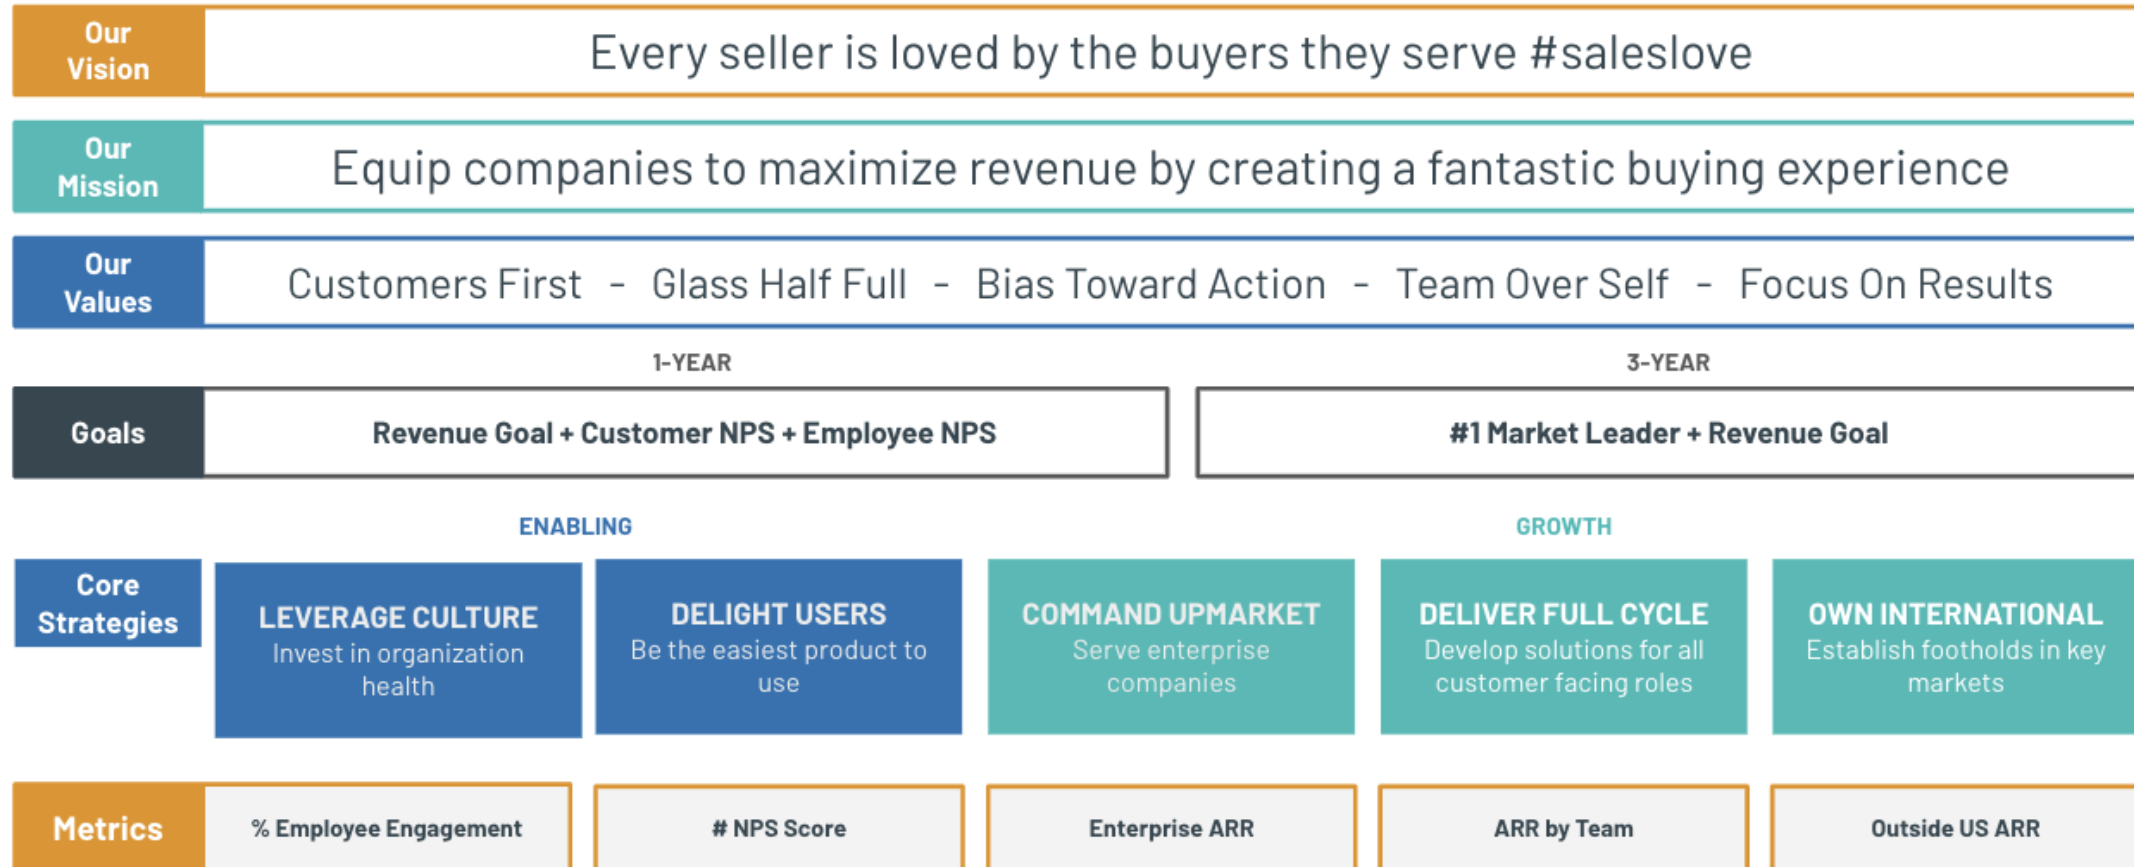 Our
Vision
Every seller is loved by the buyers they serve #saleslove
Our
Mission
Equip companies to maximize revenue by creating a fantastic buying experience
Our
Values
Customers First - Glass Half Full - Bias Toward Action - Team Over Self - Focus On Results
1-YEAR
3-YEAR
Goals
Revenue Goal + Customer NPS + Employee NPS
#1 Market Leader + Revenue Goal
ENABLING
GROWTH
Core
Strategies
LEVERAGE CULTURE
Invest in organization
health
DELIGHT USERS
Be the easiest product to
use
COMMAND UPMARKET
Serve enterprise
companies
DELIVER FULL CYCLE
Develop solutions for all
customer facing roles
OWN INTERNATIONAL
Establish footholds in key
markets
Metrics
% Employee Engagement
# NPS Score
Enterprise ARR
ARR by Team
Outside US ARR